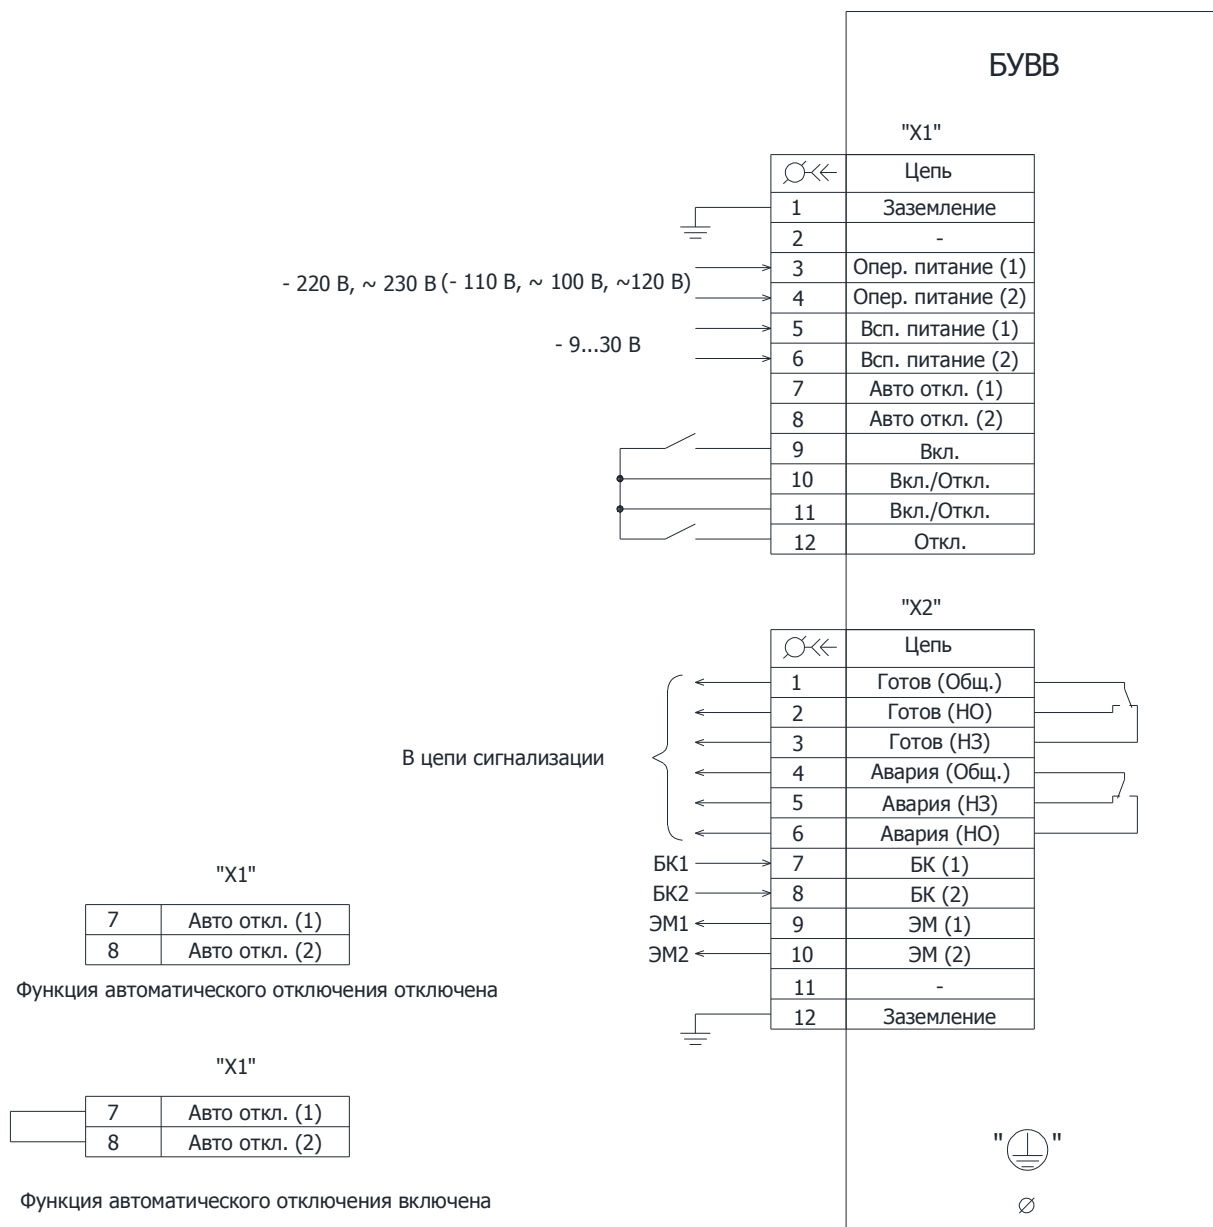 БУВВ
"X1"
Цепь
1 Заземление
2 -
3 Опер. питание (1)
- 220 В, ~ 230 В (- 110 В, ~ 100 В, ~120 В)
4 Опер. питание (2)
5 Всп. питание (1)
- 9...30 В
6 Всп. питание (2)
7 Авто откл. (1)
8 Авто откл. (2)
9 Вкл.
10 Вкл./Откл.
11 Вкл./Откл.
12 Откл.
"X2"
Цепь
1 Готов (Общ.)
2 Готов (НО)
3 Готов (НЗ)
В цепи сигнализации
4 Авария (Общ.)
5 Авария (НЗ)
6 Авария (НО)
БК1 7 БК (1)
БК2 8 БК (2)
ЭМ1 9 ЭМ (1)
ЭМ2 10 ЭМ (2)
11 -
12 Заземление
"X1"
7 Авто откл. (1)
8 Авто откл. (2)
Функция автоматического отключения отключена
"X1"
7 Авто откл. (1)
8 Авто откл. (2)
Функция автоматического отключения включена
" "